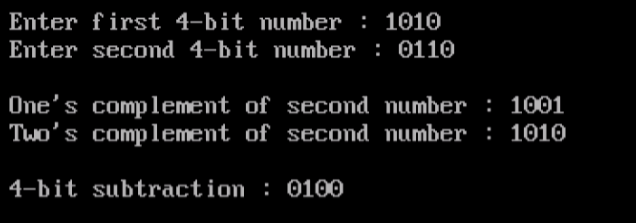 Enter first 4-bit number : 1010
Enter second 4-bit number : 0110
One's complement of second number : 1001
Two's complement of second number : 1010
4-bit subtraction : 0100